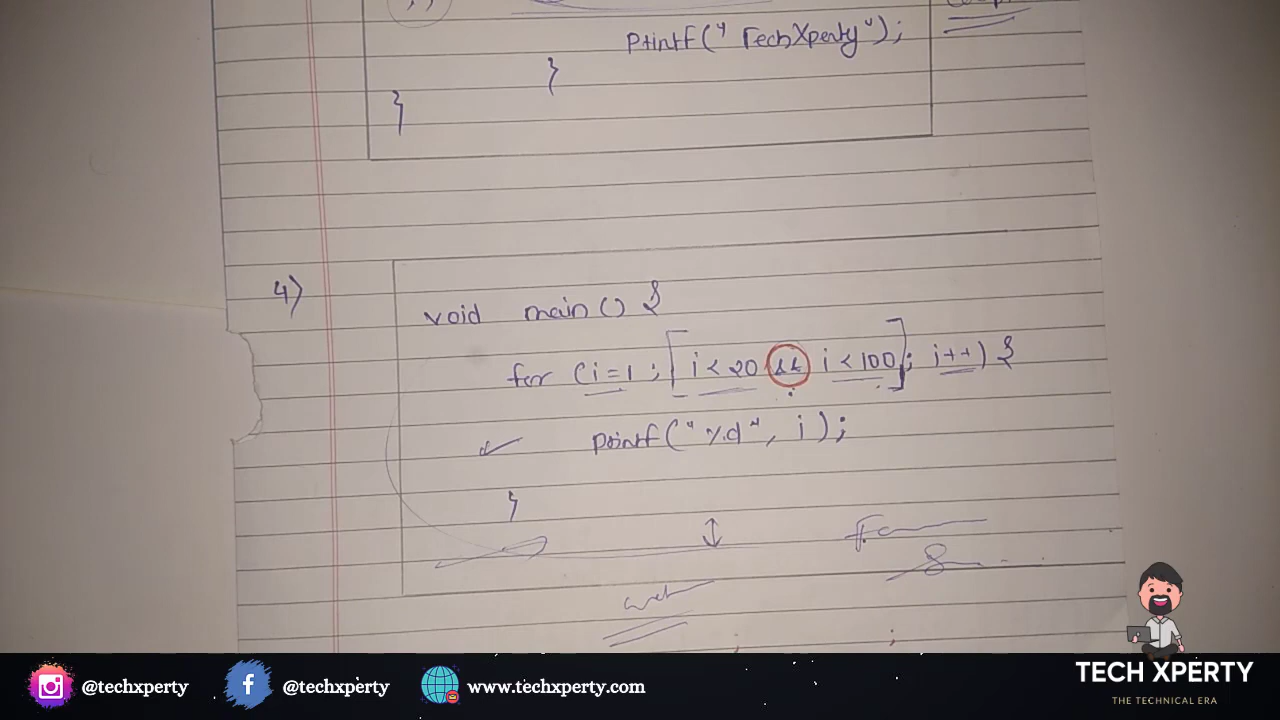 printf("TechXperty");
}
}
4)
void main() {
for (i=1 ; [i<20 && i<100]; i++) {
printf("%d", i);
}
@techxperty @techxperty www.techxperty.com
TECH XPERTY
THE TECHNICAL ERA